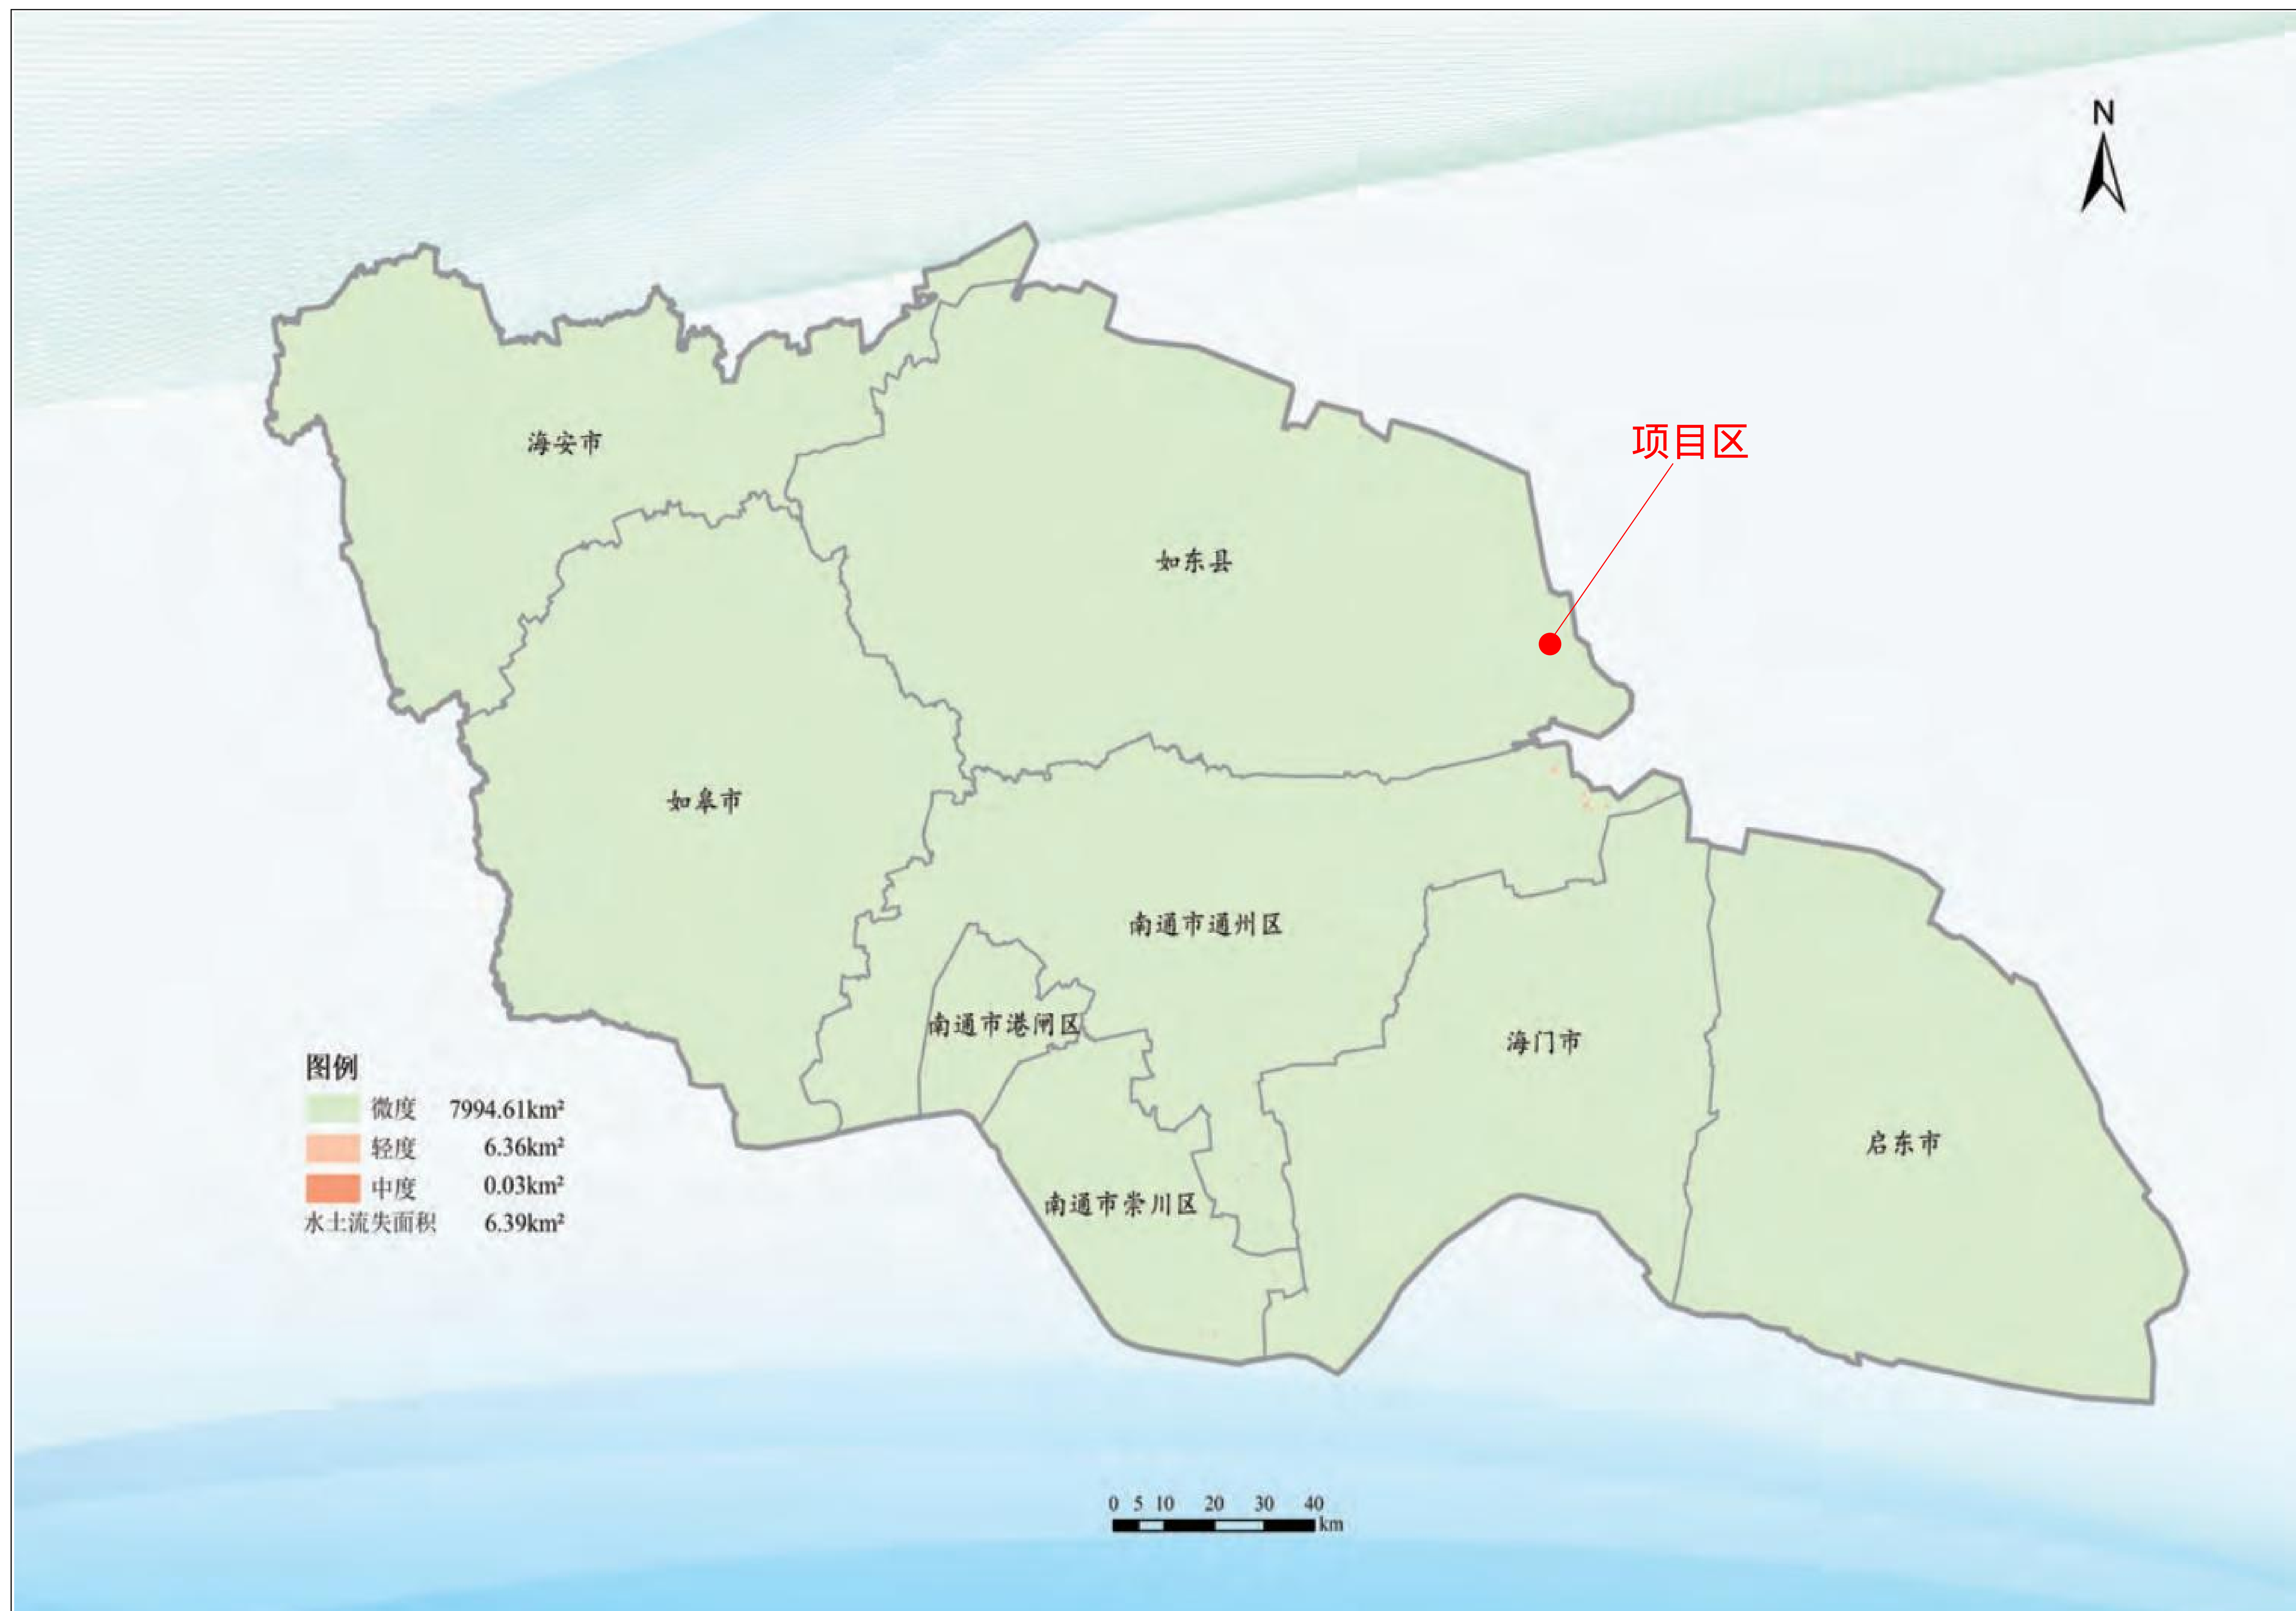 N
项目区
海安市
如东县
如皋市
南通市通州区
南通市港闸区
海门市
南通市崇川区
启东市
图例
微度 7994.61km²
轻度 6.36km²
中度 0.03km²
水土流失面积 6.39km²
0 5 10 20 30 40
km